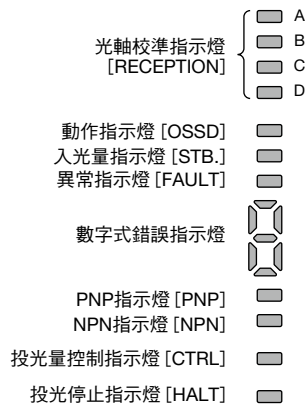 A
B
光軸校準指示燈
[RECEPTION]
C
D
動作指示燈 [OSSD]
入光量指示燈 [STB.]
異常指示燈 [FAULT]
數字式錯誤指示燈
PNP指示燈 [PNP]
NPN指示燈 [NPN]
投光量控制指示燈 [CTRL]
投光停止指示燈 [HALT]